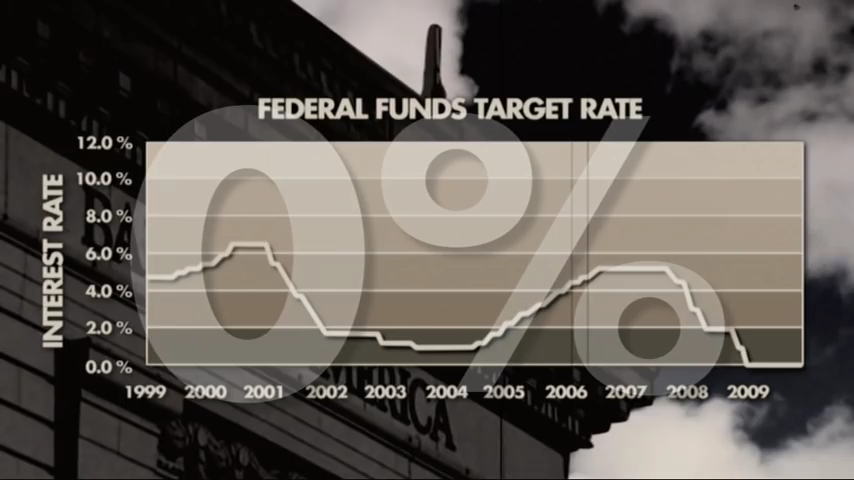 FEDERAL FUNDS TARGET RATE
0%
INTEREST RATE
12.0 %
10.0 %
8.0 %
6.0 %
4.0 %
2.0 %
0.0 %
1999 2000 2001 2002 2003 2004 2005 2006 2007 2008 2009